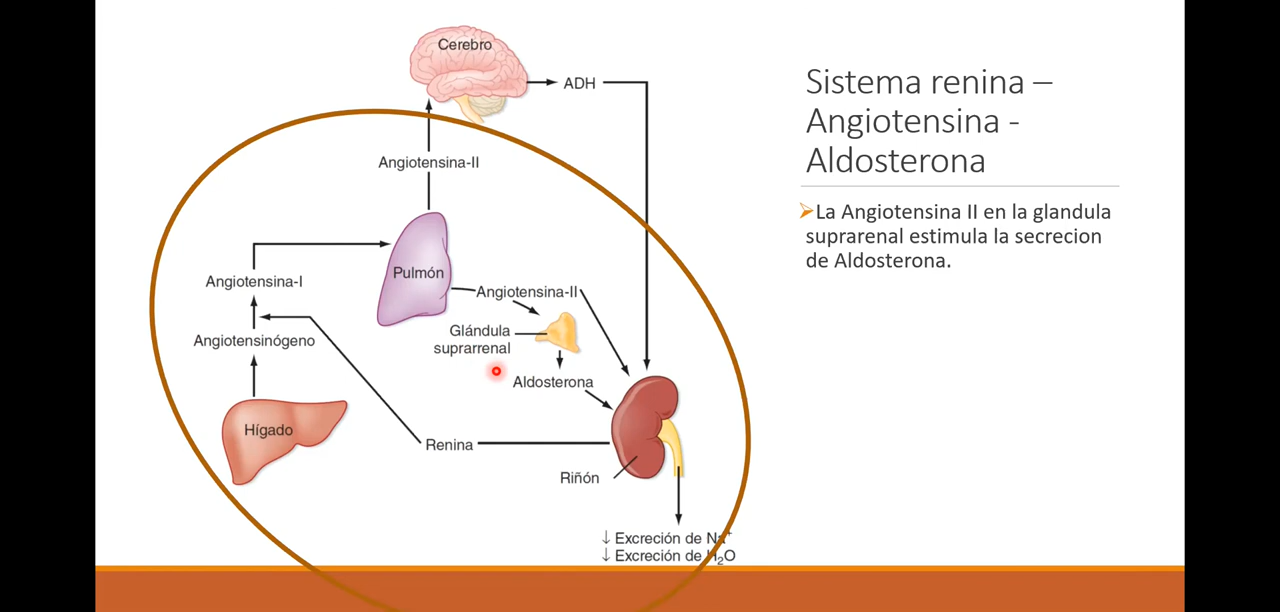 Cerebro
ADH
Angiotensina-II
Pulmón
Angiotensina-I
Angiotensina-II
Glándula
suprarrenal
Angiotensinógeno
Aldosterona
Hígado
Renina
Riñón
↓ Excreción de Na⁺
↓ Excreción de H₂O
Sistema renina –
Angiotensina -
Aldosterona
La Angiotensina II en la glandula
suprarenal estimula la secrecion
de Aldosterona.